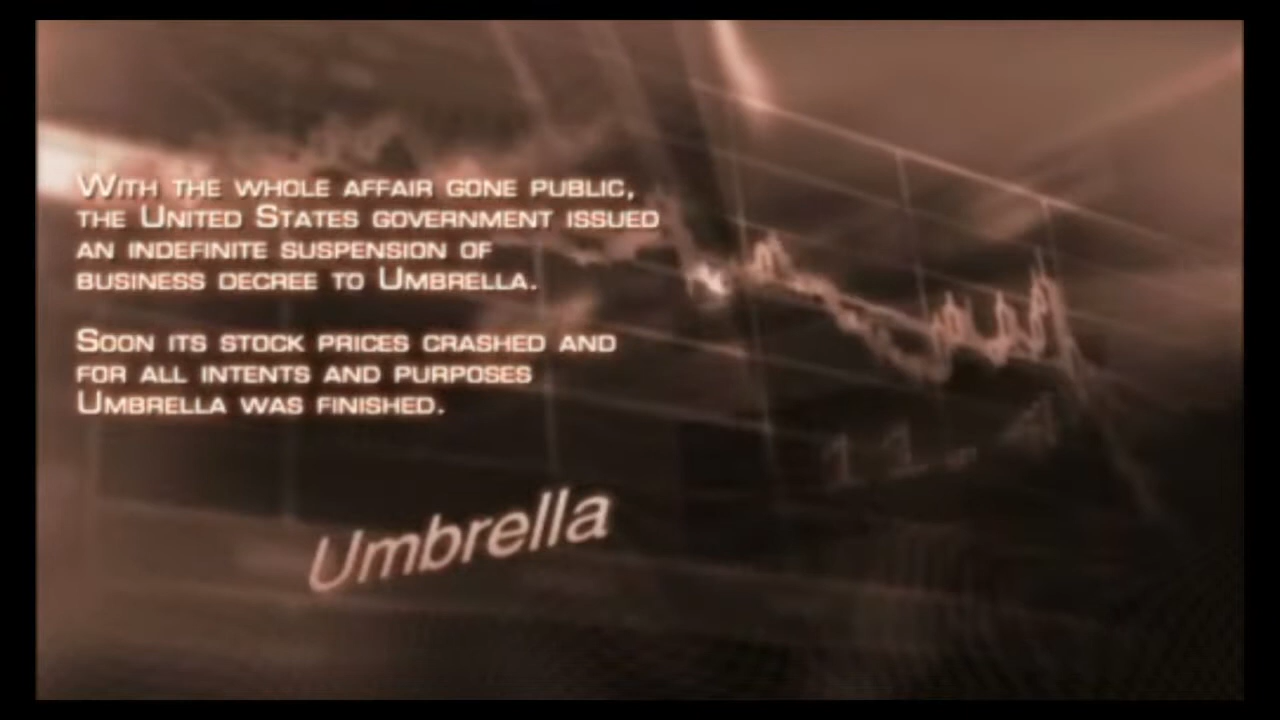 With the whole affair gone public,
the United States government issued
an indefinite suspension of
business decree to Umbrella.
Soon its stock prices crashed and
for all intents and purposes
Umbrella was finished.
Umbrella